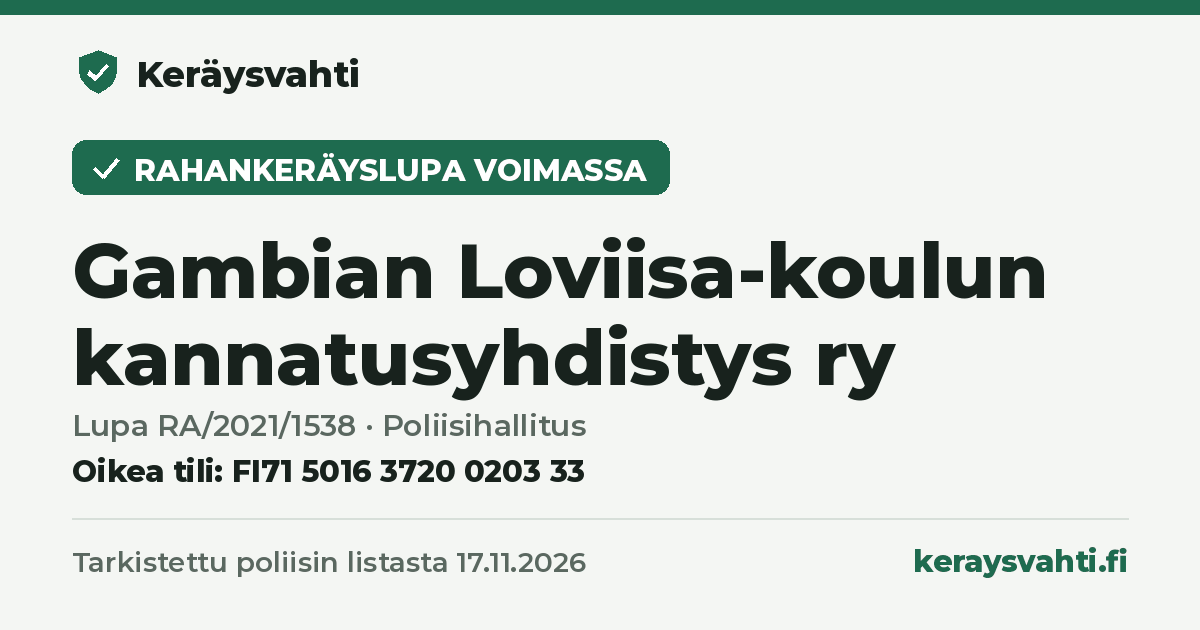 Keräysvahti
RAHANKERÄYSLUPA VOIMASSA
Gambian Loviisa-koulun
kannatusyhdistys ry
Lupa RA/2021/1538 · Poliisihallitus
Oikea tili: FI71 5016 3720 0203 33
Tarkistettu poliisin listasta 17.11.2026
keraysvahti.fi